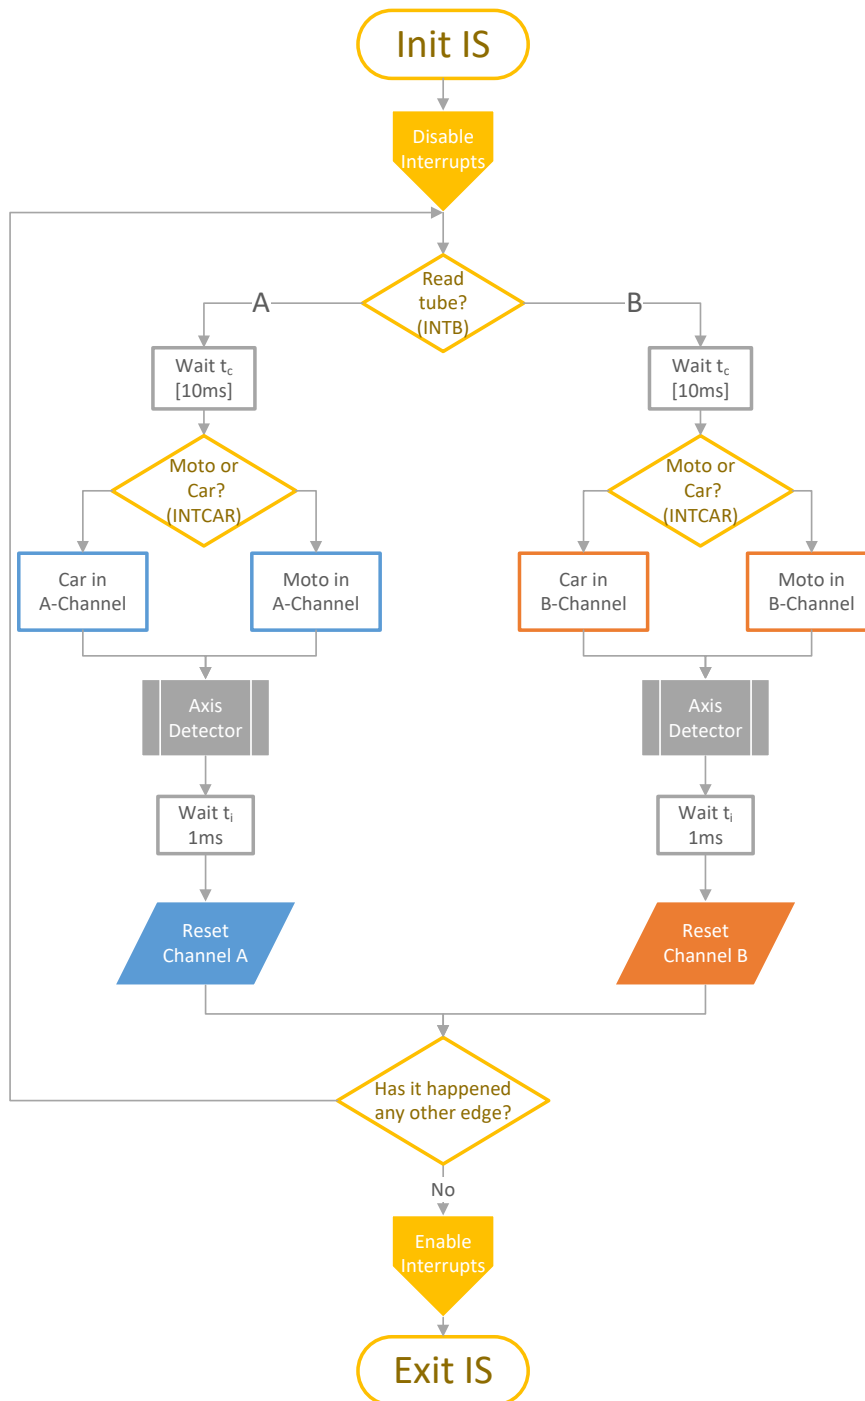 Init IS
Disable
Interrupts
Read
tube?
(INTB)
A
B
Wait tc
[10ms]
Wait tc
[10ms]
Moto or
Car?
(INTCAR)
Moto or
Car?
(INTCAR)
Car in
A-Channel
Moto in
A-Channel
Car in
B-Channel
Moto in
B-Channel
Axis
Detector
Axis
Detector
Wait ti
1ms
Wait ti
1ms
Reset
Channel A
Reset
Channel B
Has it happened
any other edge?
No
Enable
Interrupts
Exit IS